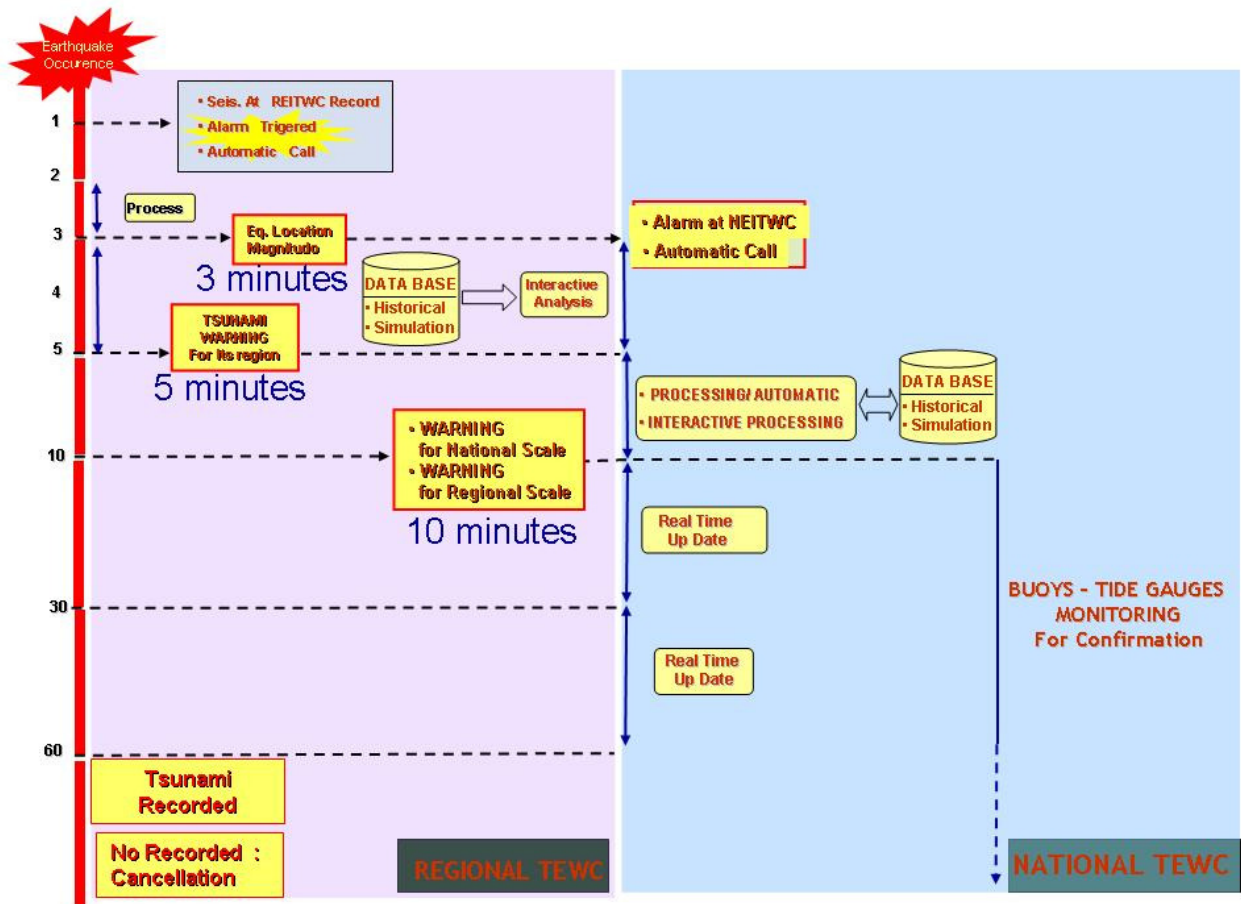 Earthquake
Occurence
1
• Seis. At REITWC Record
• Alarm Trigered
• Automatic Call
2
Process
3
Eq. Location
Magnitudo
3 minutes
• Alarm at NEITWC
• Automatic Call
4
DATA BASE
• Historical
• Simulation
Interactive
Analysis
TSUNAMI
WARNING
For Its region
5
5 minutes
• PROCESSING/ AUTOMATIC
• INTERACTIVE PROCESSING
DATA BASE
• Historical
• Simulation
10
• WARNING
for National Scale
• WARNING
for Regional Scale
10 minutes
Real Time
Up Date
30
BUOYS - TIDE GAUGES
MONITORING
For Confirmation
Real Time
Up Date
60
Tsunami
Recorded
No Recorded :
Cancellation
REGIONAL TEWC
NATIONAL TEWC